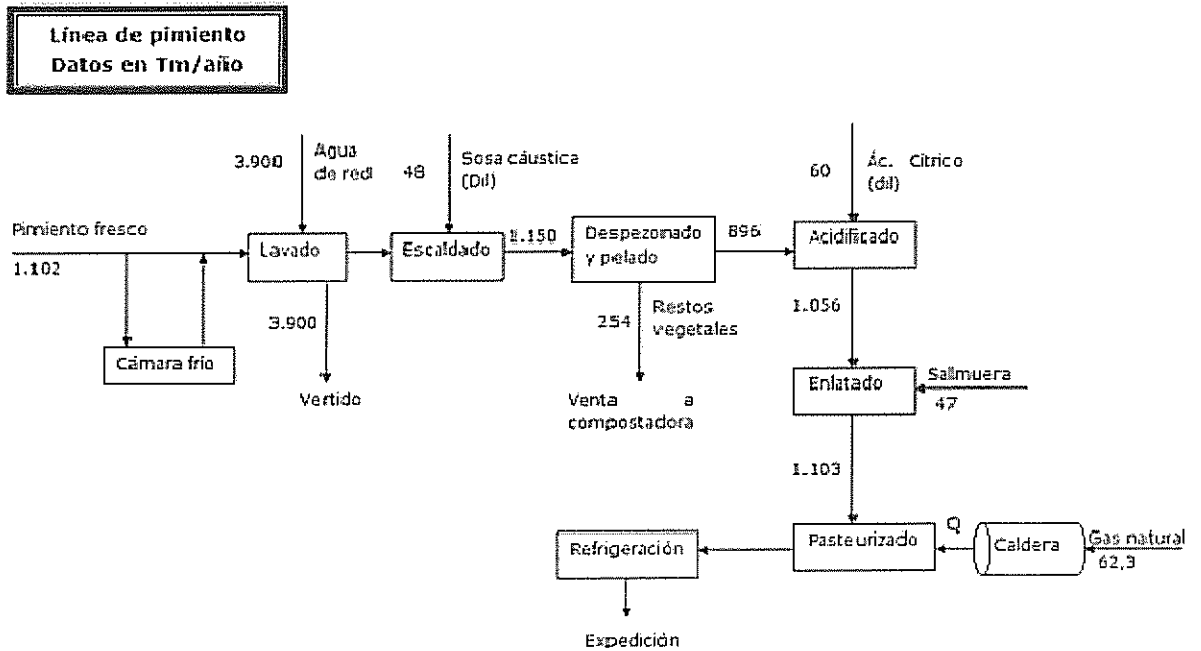 Línea de pimiento
Datos en Tm/año
3.900
Agua
de red
48
Sosa cáustica
(Dil)
60
Ác. Cítrico
(dil)
Pimiento fresco
1.102
Lavado
Escaldado
1.150
Despezonado
y pelado
896
Acidificado
3.900
254
Restos
vegetales
1.056
Cámara frío
Vertido
Venta a
compostadora
Enlatado
Salmuera
47
1.103
Refrigeración
Pasteurizado
Q
Caldera
Gas natural
62,3
Expedición